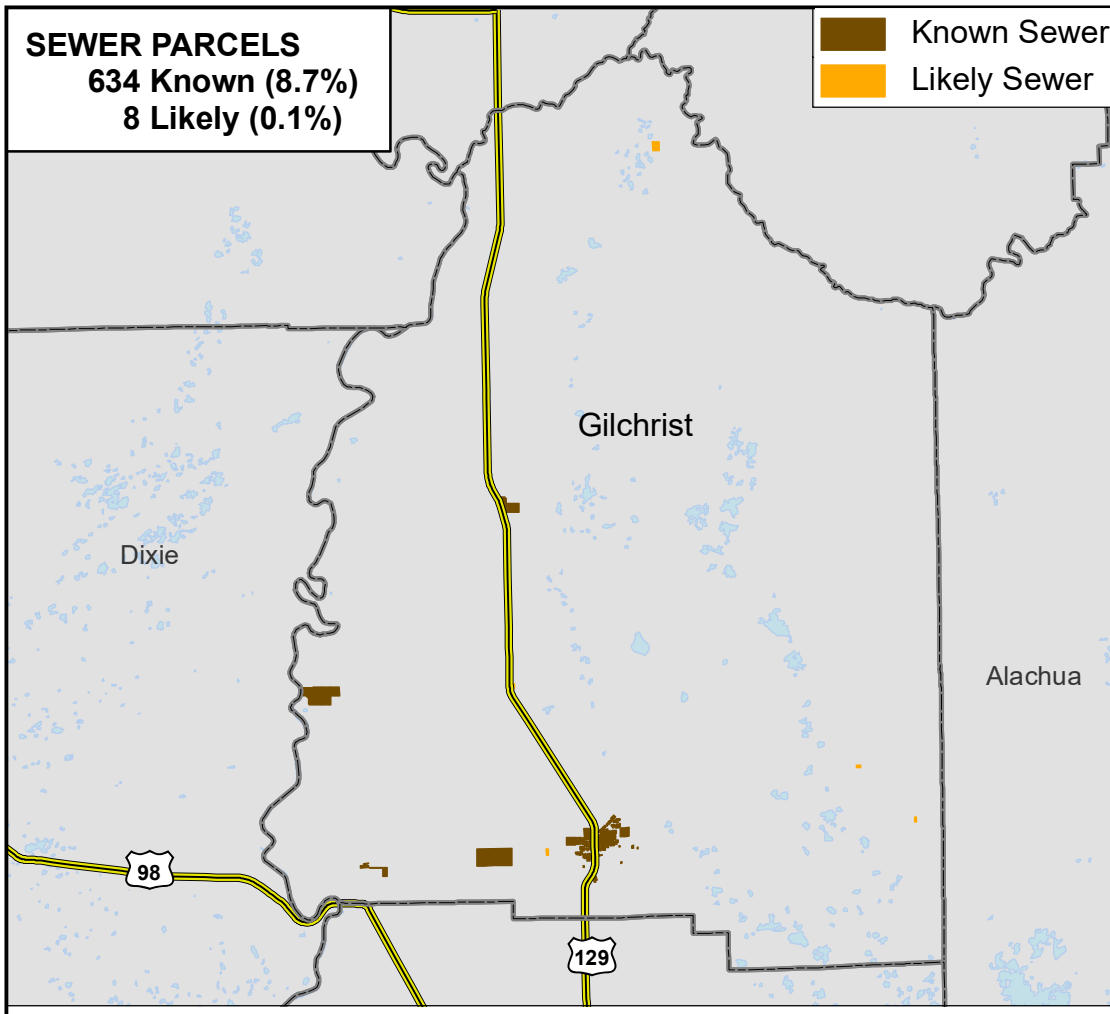 SEWER PARCELS
634 Known (8.7%)
8 Likely (0.1%)
Known Sewer
Likely Sewer
Gilchrist
Dixie
Alachua
98
129